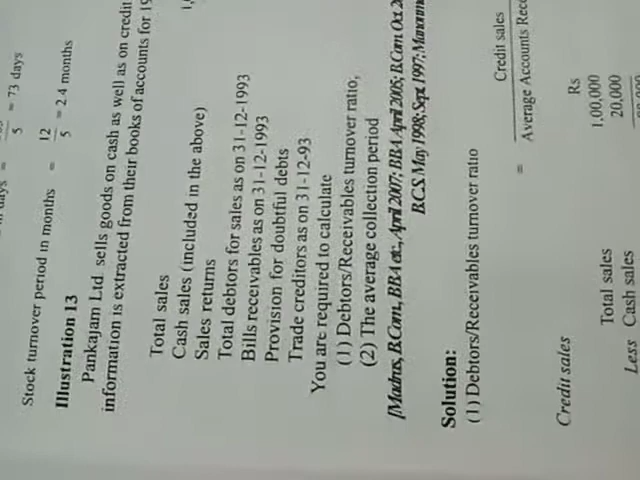 = 73 days
5
Stock turnover period in months = 12 / 5 = 2.4 months
Illustration 13
Pankajam Ltd. sells goods on cash as well as on credit
information is extracted from their books of accounts for 19
Total sales
Cash sales (included in the above)
Sales returns
Total debtors for sales as on 31-12-1993
Bills receivables as on 31-12-1993
Provision for doubtful debts
Trade creditors as on 31-12-93
You are required to calculate
(1) Debtors/Receivables turnover ratio;
(2) The average collection period
[Madras, B.Com, BBA etc., April 2007; BBA April 2005; B.Com Oct 2
B.C.S. May 1998; Sept 1997;
Solution:
(1) Debtors/Receivables turnover ratio
= Credit sales
Average Accounts Rece
Credit sales
Rs
Total sales 1,00,000
Less Cash sales 20,000